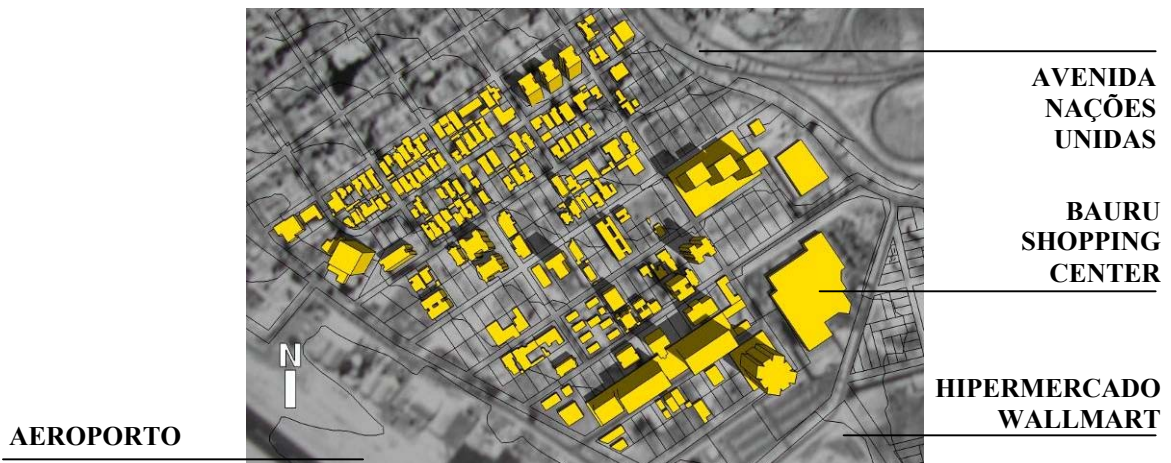 AVENIDA
NAÇÕES
UNIDAS
BAURU
SHOPPING
CENTER
N
HIPERMERCADO
WALLMART
AEROPORTO